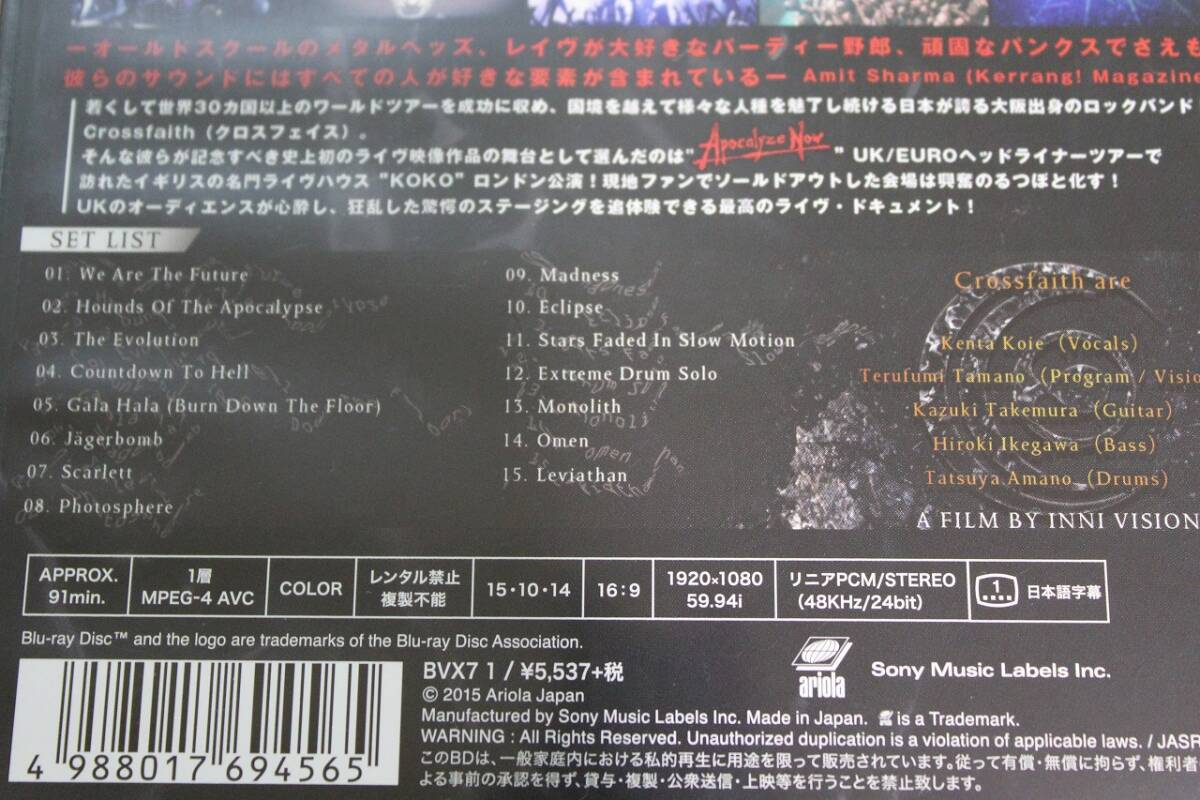 ーオールドスクールのメタルヘッズ、レイヴが大好きなパーティー野郎、頑固なパンクスでさえも
彼らのサウンドにはすべての人が好きな要素が含まれているー Amit Sharma (Kerrang! Magazine
若くして世界30カ国以上のワールドツアーを成功に収め、国境を越えて様々な人種を魅了し続ける日本が誇る大阪出身のロックバンド
Crossfaith（クロスフェイス）。
そんな彼らが記念すべき史上初のライヴ映像作品の舞台として選んだのは"Apocalyze Now" UK/EUROヘッドライナーツアーで
訪れたイギリスの名門ライヴハウス "KOKO" ロンドン公演！現地ファンでソールドアウトした会場は興奮のるつぼと化す！
UKのオーディエンスが心酔し、狂乱した驚愕のステージングを追体験できる最高のライヴ・ドキュメント！
SET LIST
01. We Are The Future
02. Hounds Of The Apocalypse
03. The Evolution
04. Countdown To Hell
05. Gala Hala (Burn Down The Floor)
06. Jägerbomb
07. Scarlett
08. Photosphere
09. Madness
10. Eclipse
11. Stars Faded In Slow Motion
12. Extreme Drum Solo
13. Monolith
14. Omen
15. Leviathan
Crossfaith are
Kenta Koie（Vocals）
Terufumi Tamano（Program / Visio
Kazuki Takemura（Guitar）
Hiroki Ikegawa（Bass）
Tatsuya Amano（Drums）
A FILM BY INNI VISION
APPROX. 91min.
1層 MPEG-4 AVC
COLOR
レンタル禁止 複製不能
15・10・14
16:9
1920×1080 59.94i
リニアPCM/STEREO (48KHz/24bit)
1 日本語字幕
Blu-ray Disc™ and the logo are trademarks of the Blu-ray Disc Association.
BVX7 1 / ¥5,537+税
© 2015 Ariola Japan
ariola
Sony Music Labels Inc.
Manufactured by Sony Music Labels Inc. Made in Japan. is a Trademark.
WARNING : All Rights Reserved. Unauthorized duplication is a violation of applicable laws. / JASR
このBDは、一般家庭内における私的再生に用途を限って販売されています。従って有償・無償に拘らず、権利者
よる事前の承認を得ず、貸与・複製・公衆送信・上映等を行うことを禁止致します。
4 988017 694565